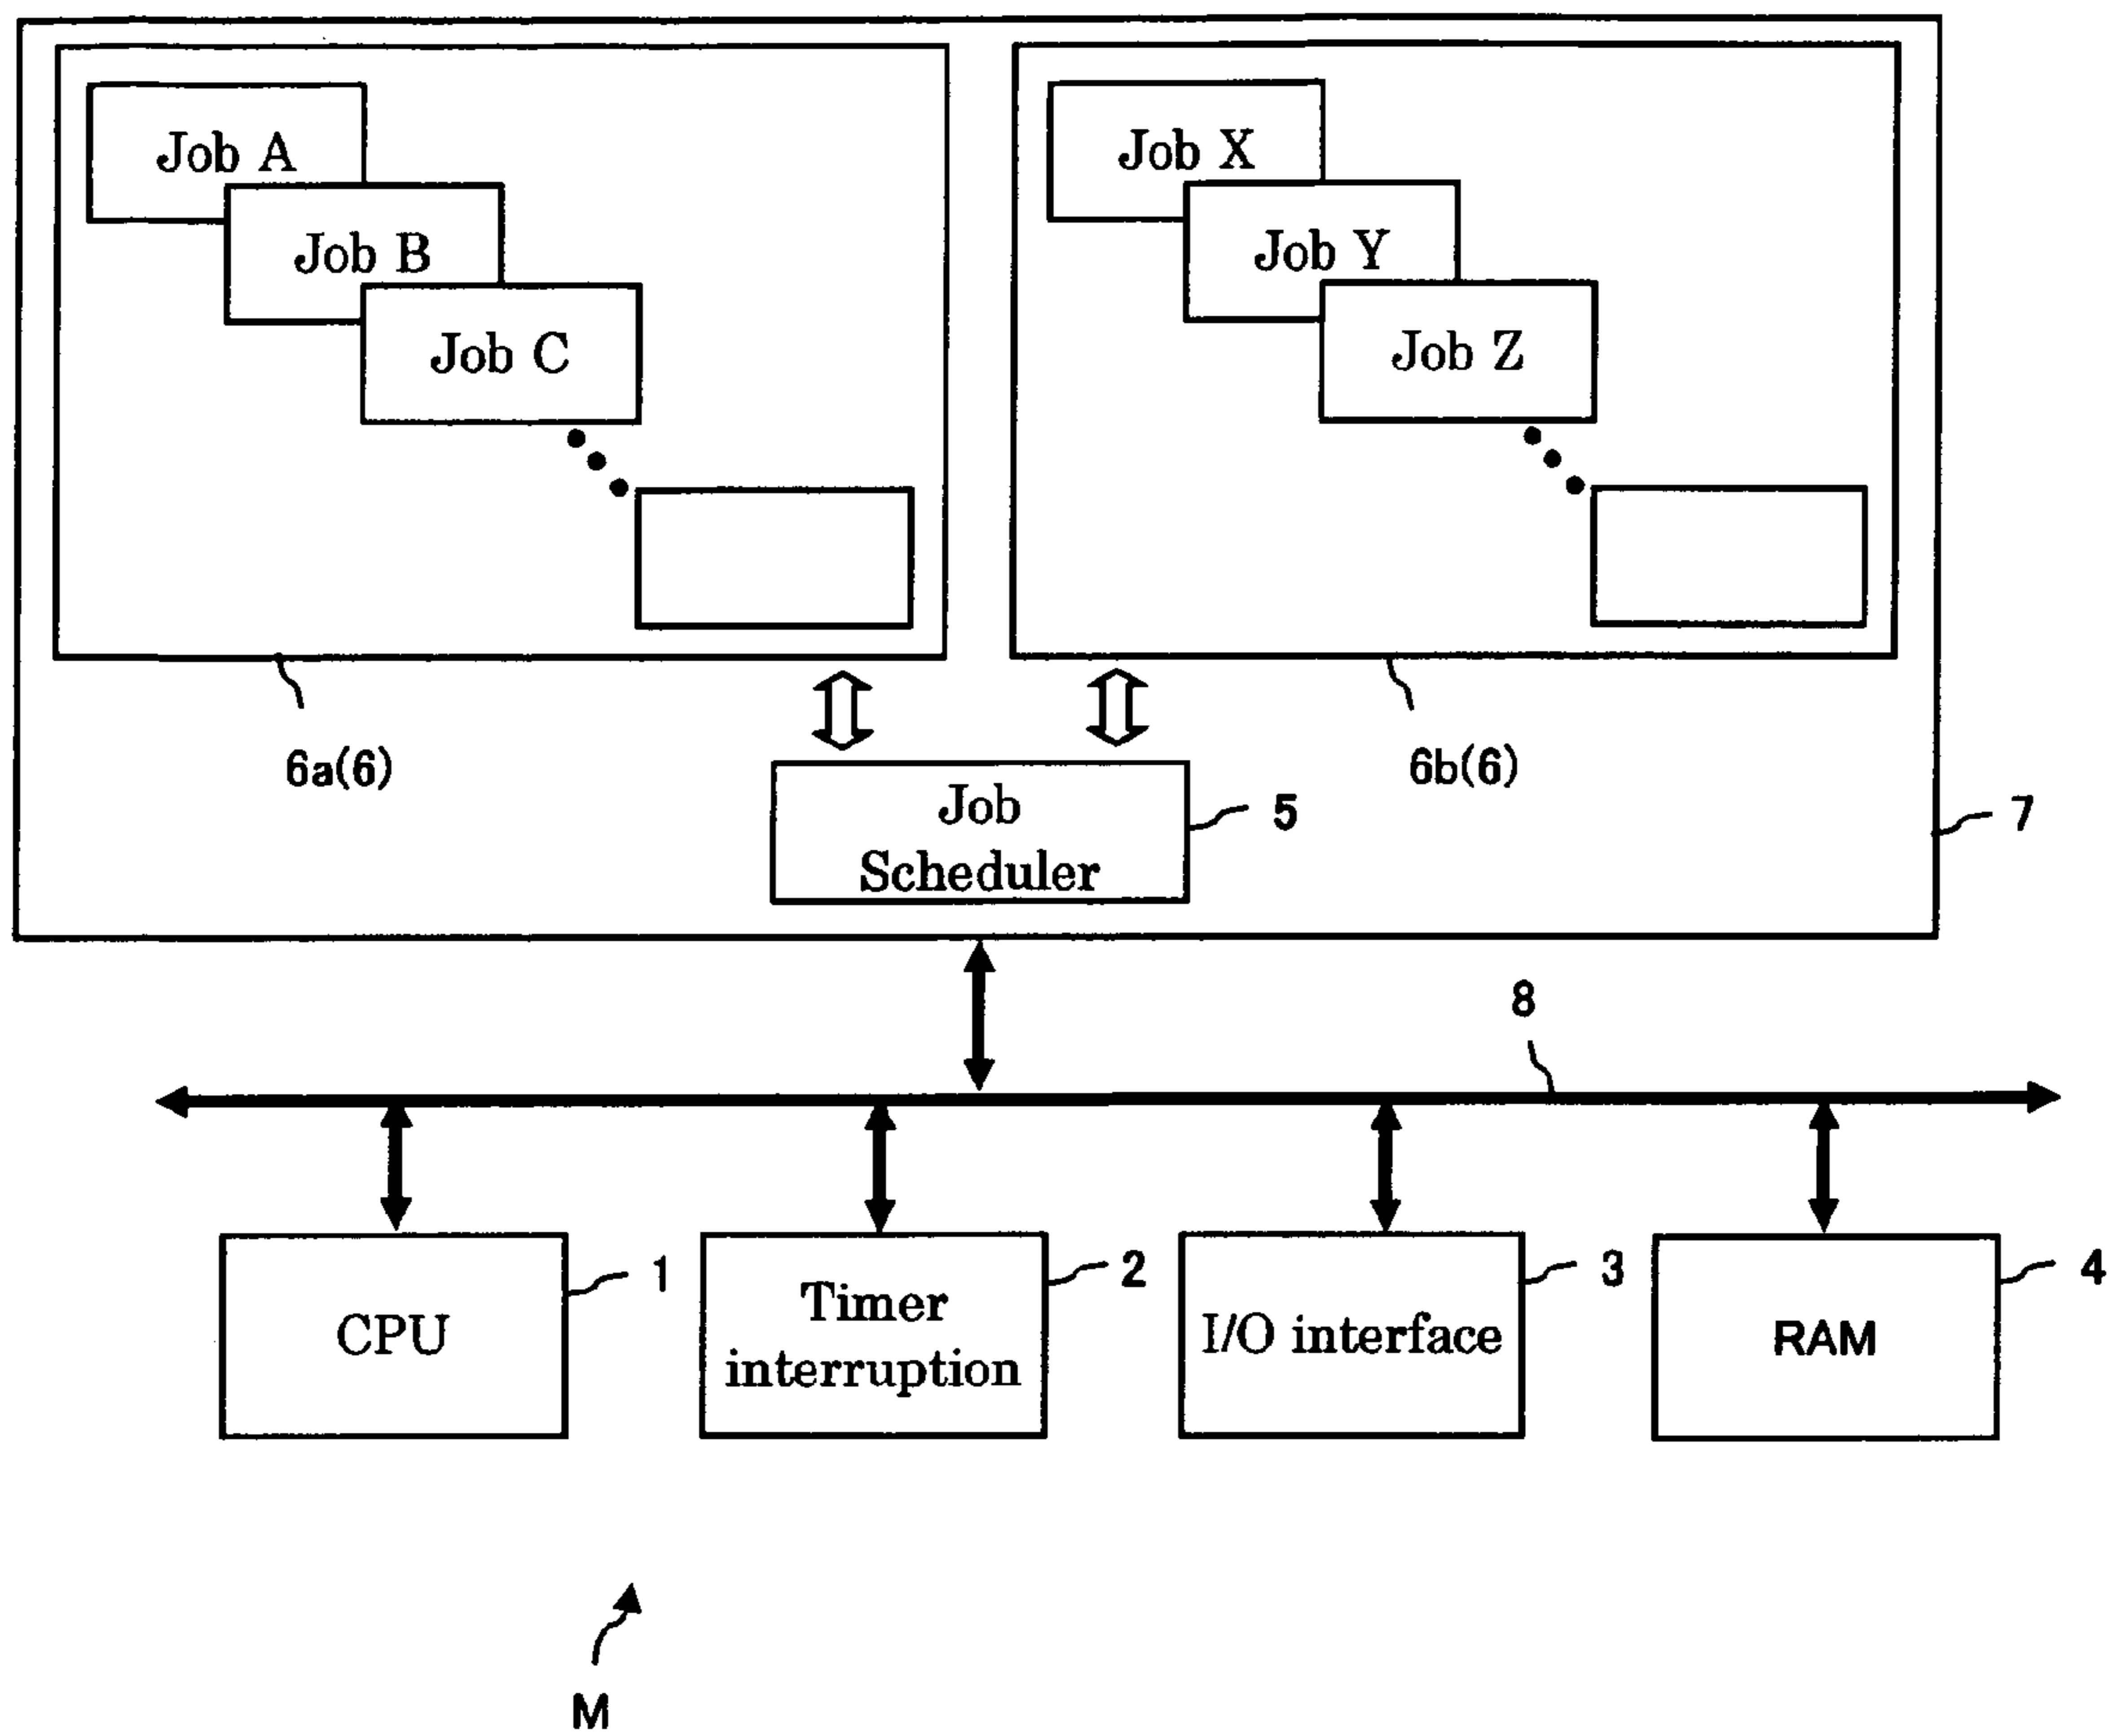 Job A
Job X
Job B
Job Y
Job C
Job Z
6a(6)
6b(6)
Job
Scheduler
5
7
8
CPU
1
Timer
interruption
2
I/O interface
3
RAM
4
M